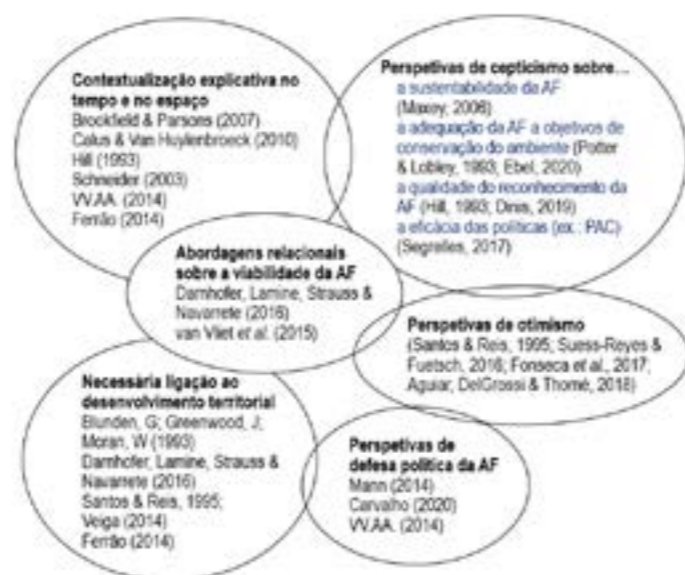 Contextualização explicativa no
tempo e no espaço
Brockfield & Parsons (2007)
Calus & Van Huylenbroeck (2010)
Hill (1993)
Schneider (2003)
VV.AA. (2014)
Ferrão (2014)
Perspetivas de cepticismo sobre...
a sustentabilidade da AF
(Maxey, 2006)
a adequação da AF a objetivos de
conservação do ambiente (Potter
& Lobley, 1993; Ebel, 2020)
a qualidade do reconhecimento da
AF (Hill, 1993; Dinis, 2019)
a eficácia das políticas (ex.: PAC)
(Segrelles, 2017)
Abordagens relacionais
sobre a viabilidade da AF
Darnhofer, Lamine, Strauss &
Navarrete (2016)
van Vliet et al. (2015)
Perspetivas de otimismo
(Santos & Reis, 1995; Suess-Reyes &
Fuetsch, 2016; Fonseca et al., 2017;
Aguiar, DelGrossi & Thomé, 2018)
Necessária ligação ao
desenvolvimento territorial
Blunden, G; Greenwood, J;
Moran, W (1993)
Darnhofer, Lamine, Strauss &
Navarrete (2016)
Santos & Reis, 1995;
Veiga (2014)
Ferrão (2014)
Perspetivas de
defesa política da AF
Mann (2014)
Carvalho (2020)
VV.AA. (2014)